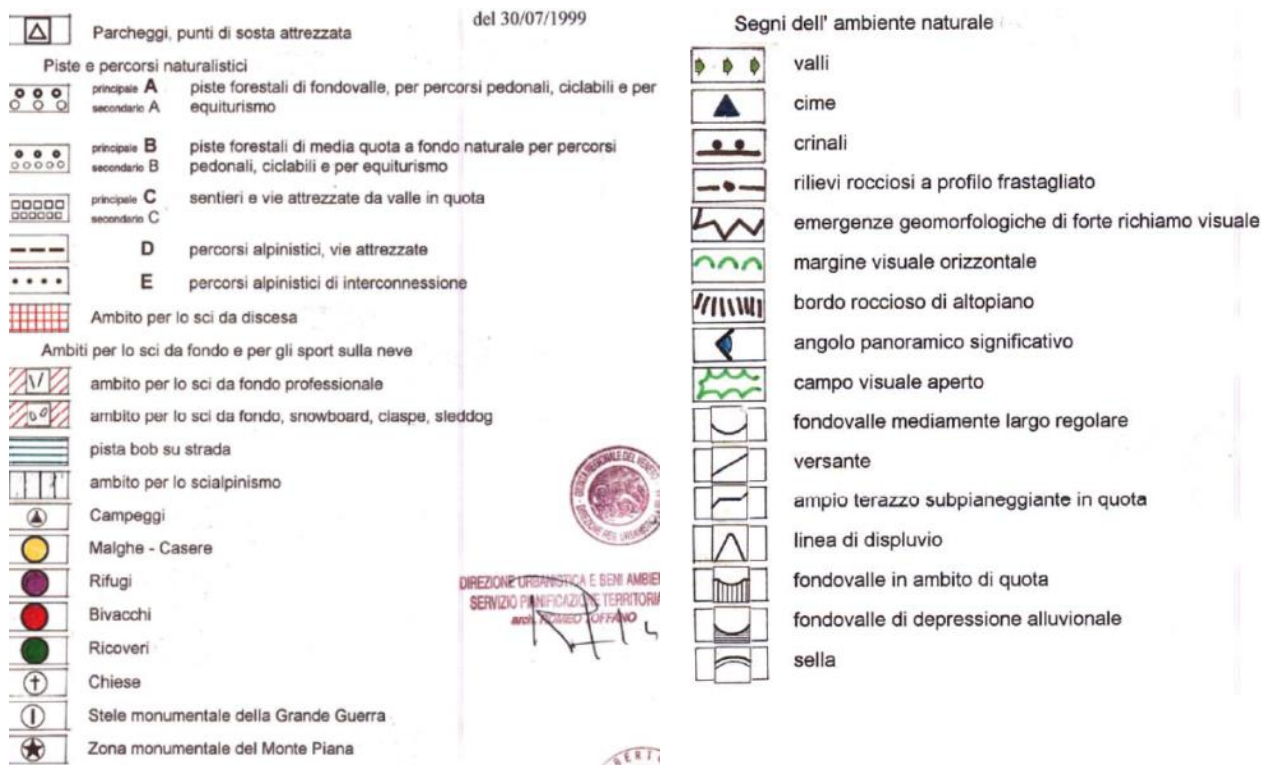 del 30/07/1999
Parcheggi, punti di sosta attrezzata
Piste e percorsi naturalistici
principale A piste forestali di fondovalle, per percorsi pedonali, ciclabili e per
secondario A equiturismo
principale B piste forestali di media quota a fondo naturale per percorsi
secondario B pedonali, ciclabili e per equiturismo
principale C sentieri e vie attrezzate da valle in quota
secondario C
D percorsi alpinistici, vie attrezzate
E percorsi alpinistici di interconnessione
Ambito per lo sci da discesa
Ambiti per lo sci da fondo e per gli sport sulla neve
ambito per lo sci da fondo professionale
ambito per lo sci da fondo, snowboard, ciaspe, sleddog
pista bob su strada
ambito per lo scialpinismo
Campeggi
Malghe - Casere
Rifugi
Bivacchi
Ricoveri
Chiese
Stele monumentale della Grande Guerra
Zona monumentale del Monte Piana
REGIONALE DEL VENETO
DIREZIONE URBANISTICA E BENI AMBIE
SERVIZIO PIANIFICAZIONE TERRITORIA
arch. ROMEO TOFFANO
Segni dell' ambiente naturale
valli
cime
crinali
rilievi rocciosi a profilo frastagliato
emergenze geomorfologiche di forte richiamo visuale
margine visuale orizzontale
bordo roccioso di altopiano
angolo panoramico significativo
campo visuale aperto
fondovalle mediamente largo regolare
versante
ampio terazzo subpianeggiante in quota
linea di displuvio
fondovalle in ambito di quota
fondovalle di depressione alluvionale
sella